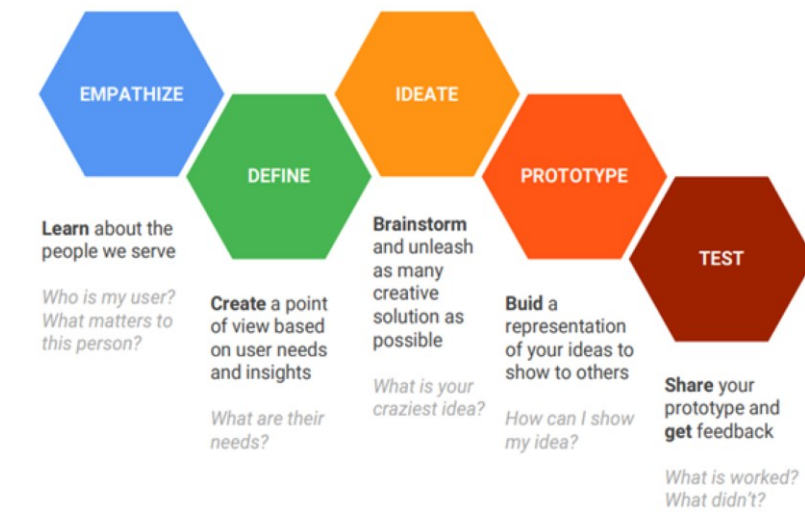 EMPATHIZE
Learn about the
people we serve
Who is my user?
What matters to
this person?
DEFINE
Create a point
of view based
on user needs
and insights
What are their
needs?
IDEATE
Brainstorm
and unleash
as many
creative
solution as
possible
What is your
craziest idea?
PROTOTYPE
Buid a
representation
of your ideas to
show to others
How can I show
my idea?
TEST
Share your
prototype and
get feedback
What is worked?
What didn't?